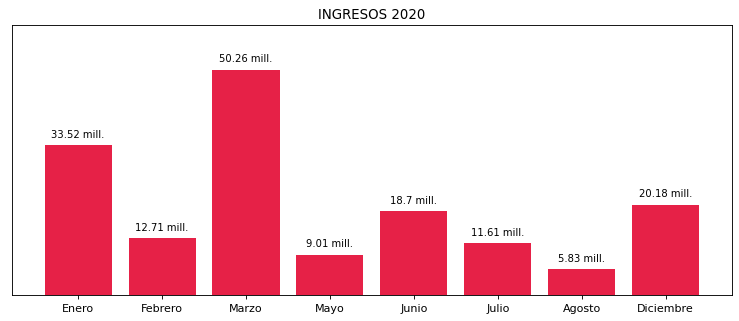 INGRESOS 2020
50.26 mill.
33.52 mill.
20.18 mill.
18.7 mill.
12.71 mill.
11.61 mill.
9.01 mill.
5.83 mill.
Enero
Febrero
Marzo
Mayo
Junio
Julio
Agosto
Diciembre